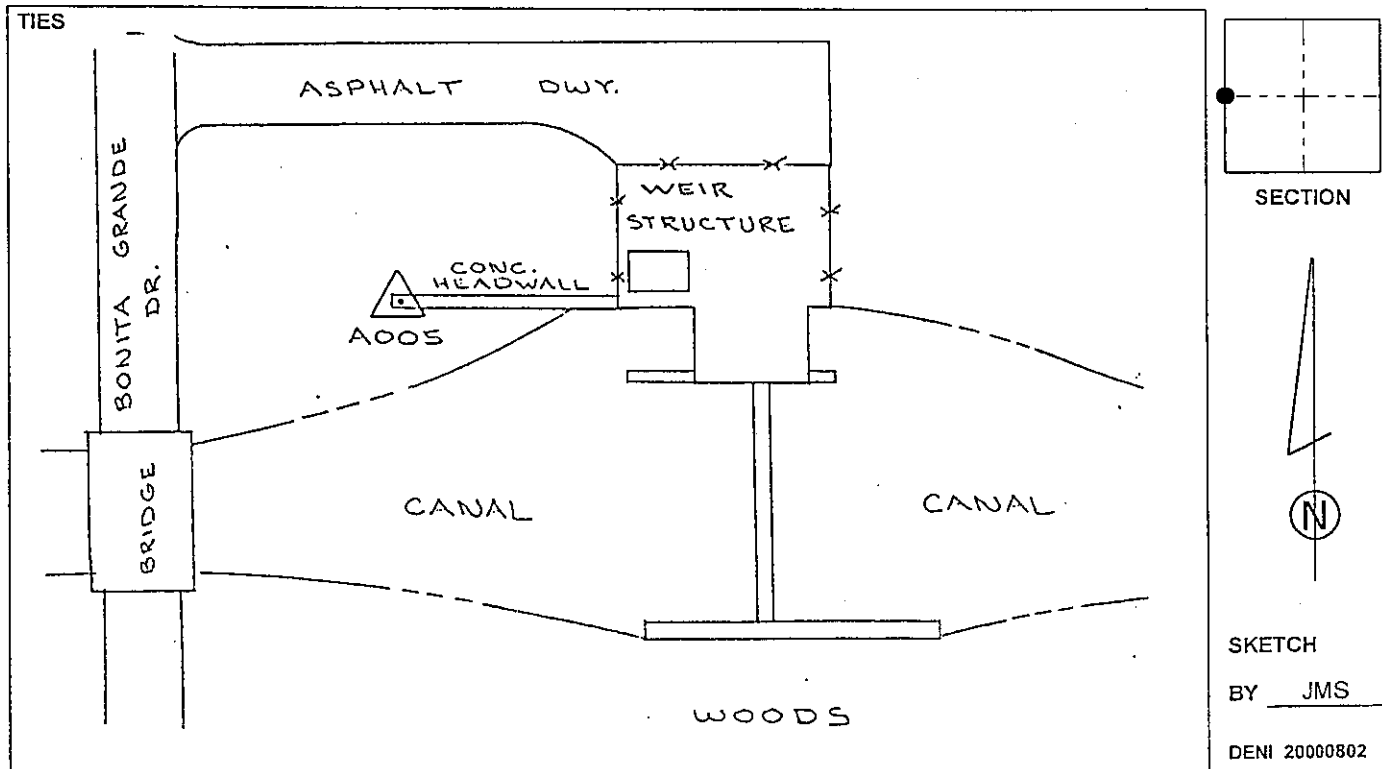 TIES
ASPHALT DWY.
BONITA GRANDE
DR.
WEIR
STRUCTURE
CONC.
HEADWALL
A005
BRIDGE
CANAL
CANAL
WOODS
SECTION
N
SKETCH
BY JMS
DENI 20000802